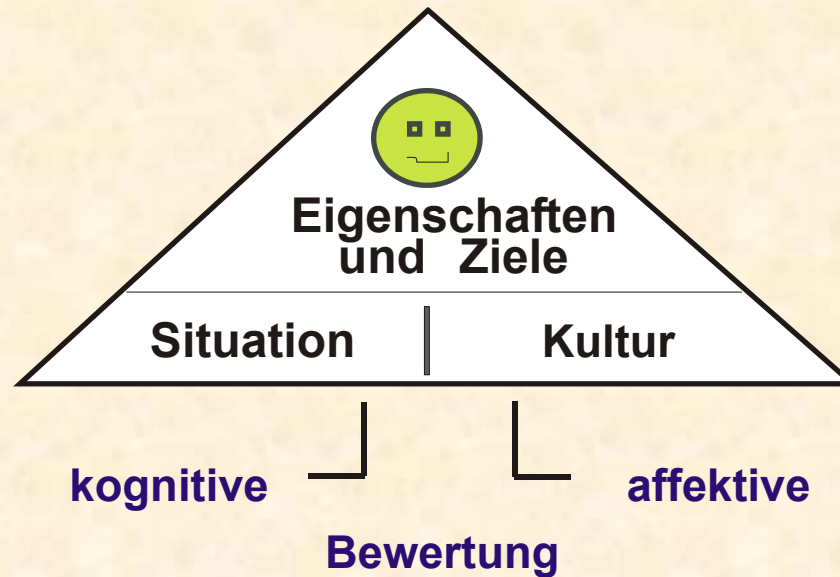 Eigenschaften
und Ziele
Situation Kultur
kognitive affektive
Bewertung